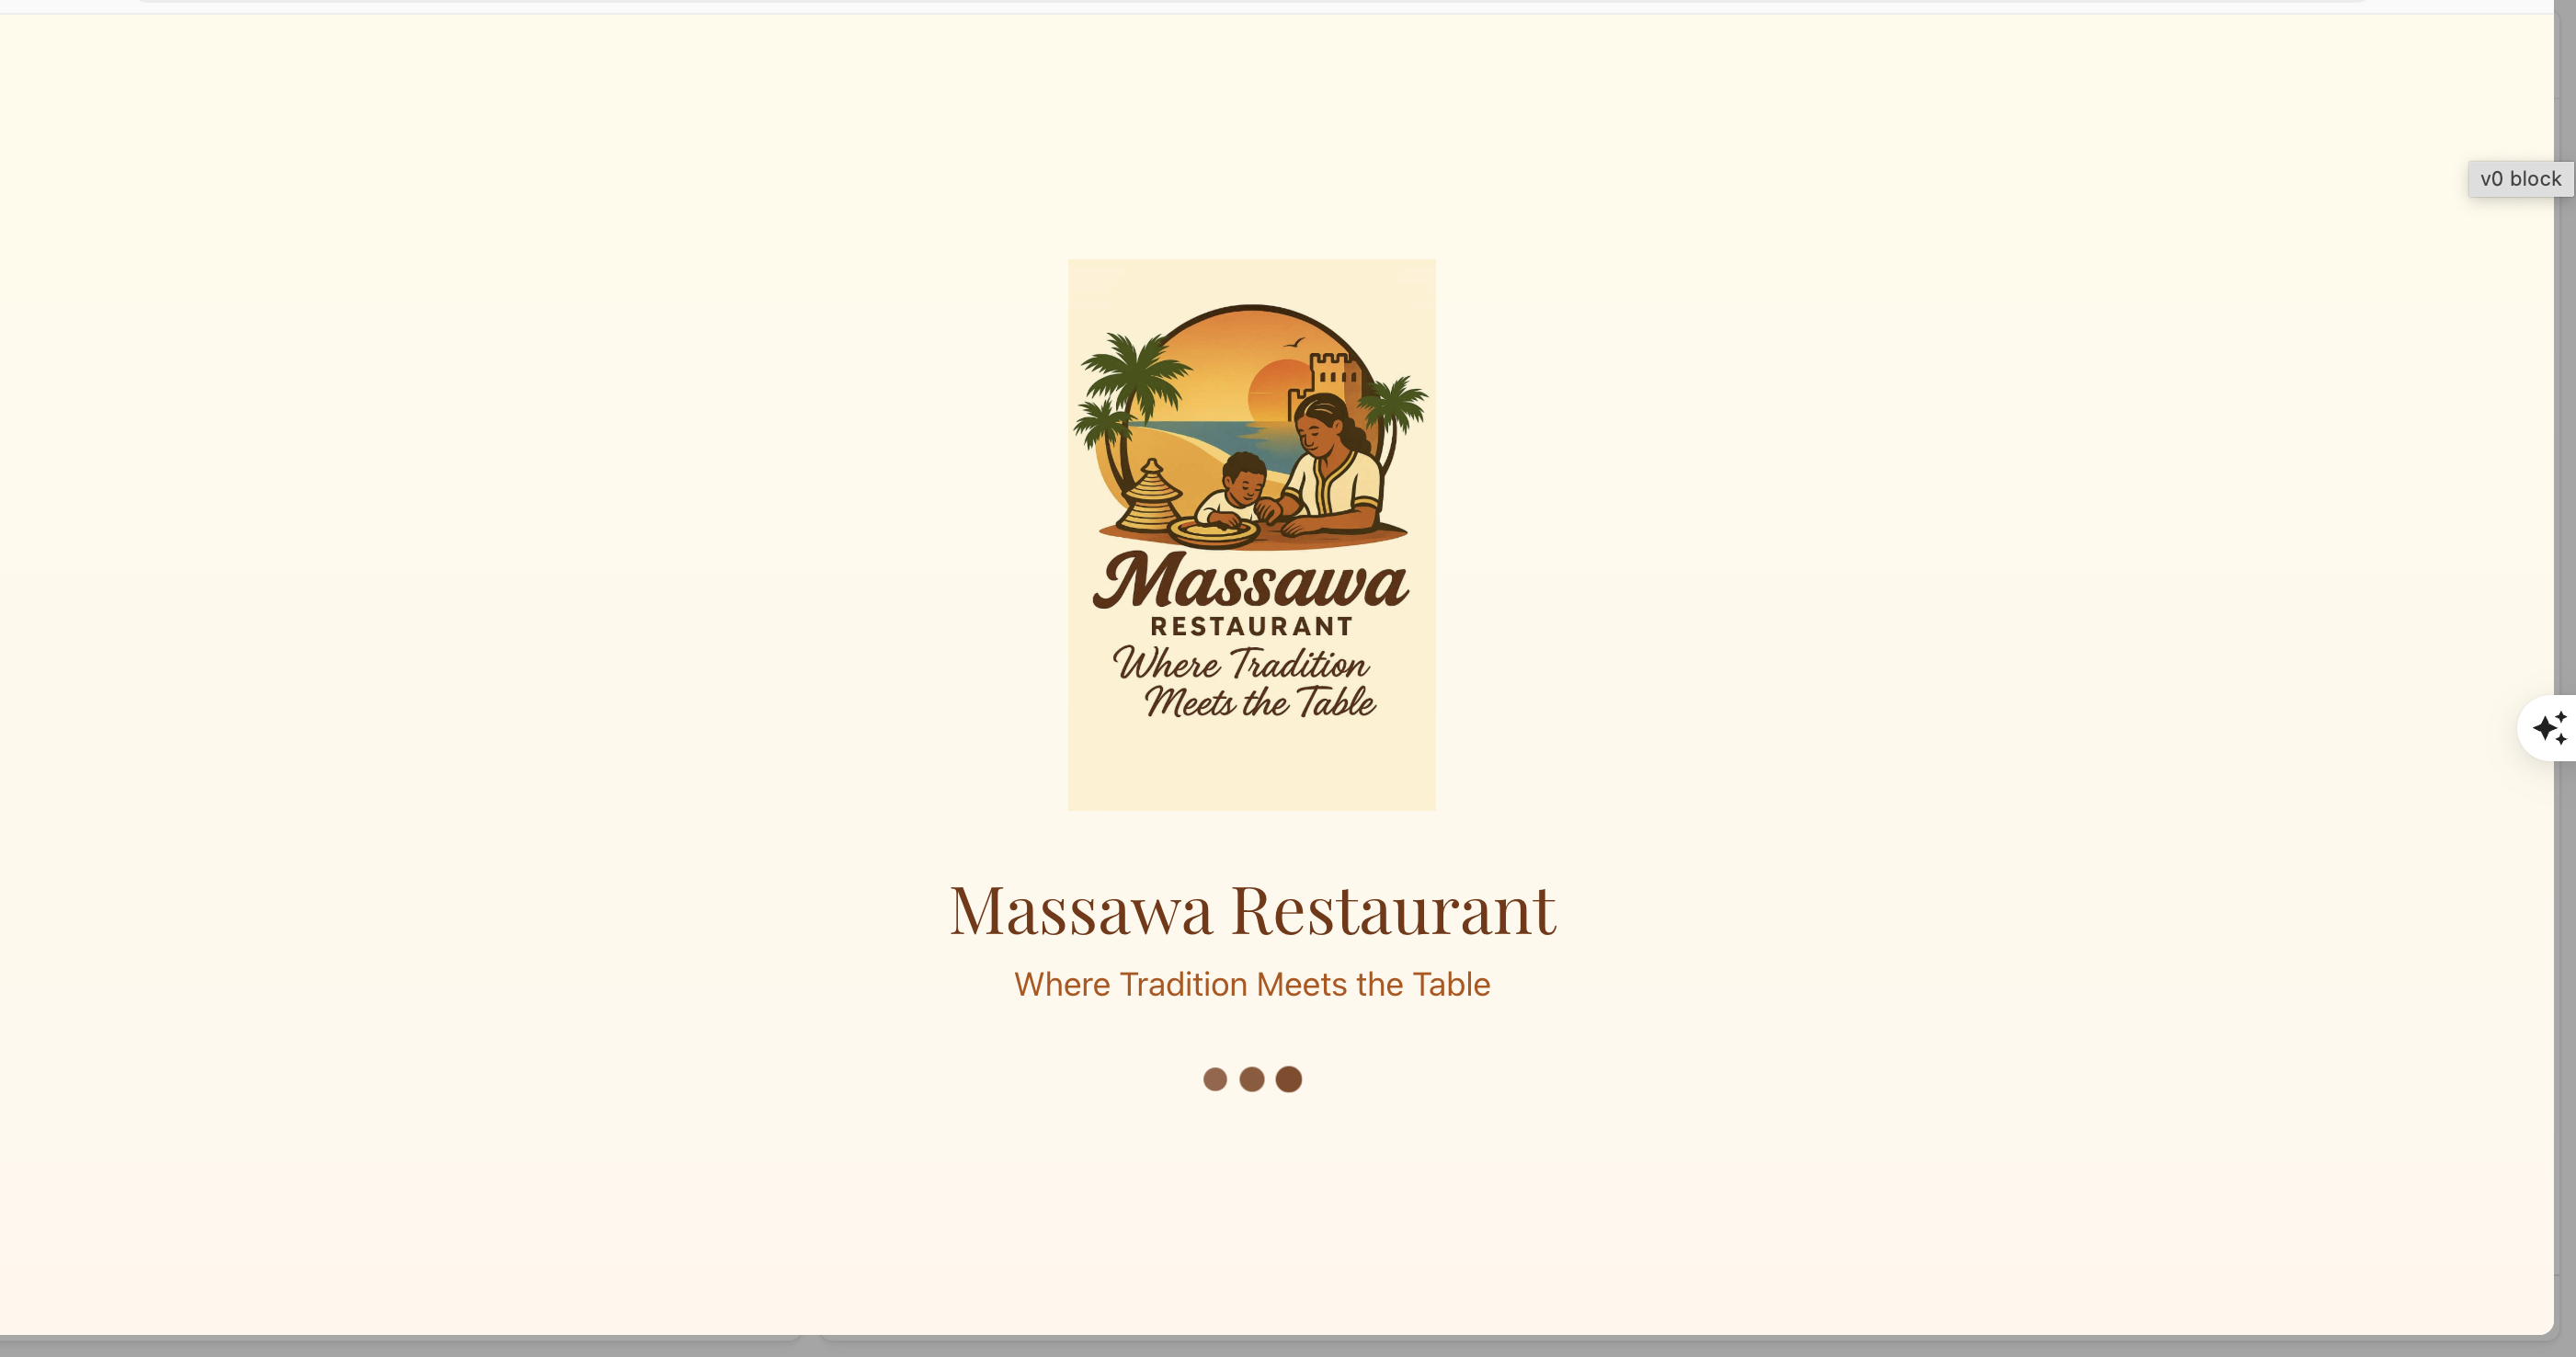 v0 block
Massawa
RESTAURANT
Where Tradition
Meets the Table
Massawa Restaurant
Where Tradition Meets the Table